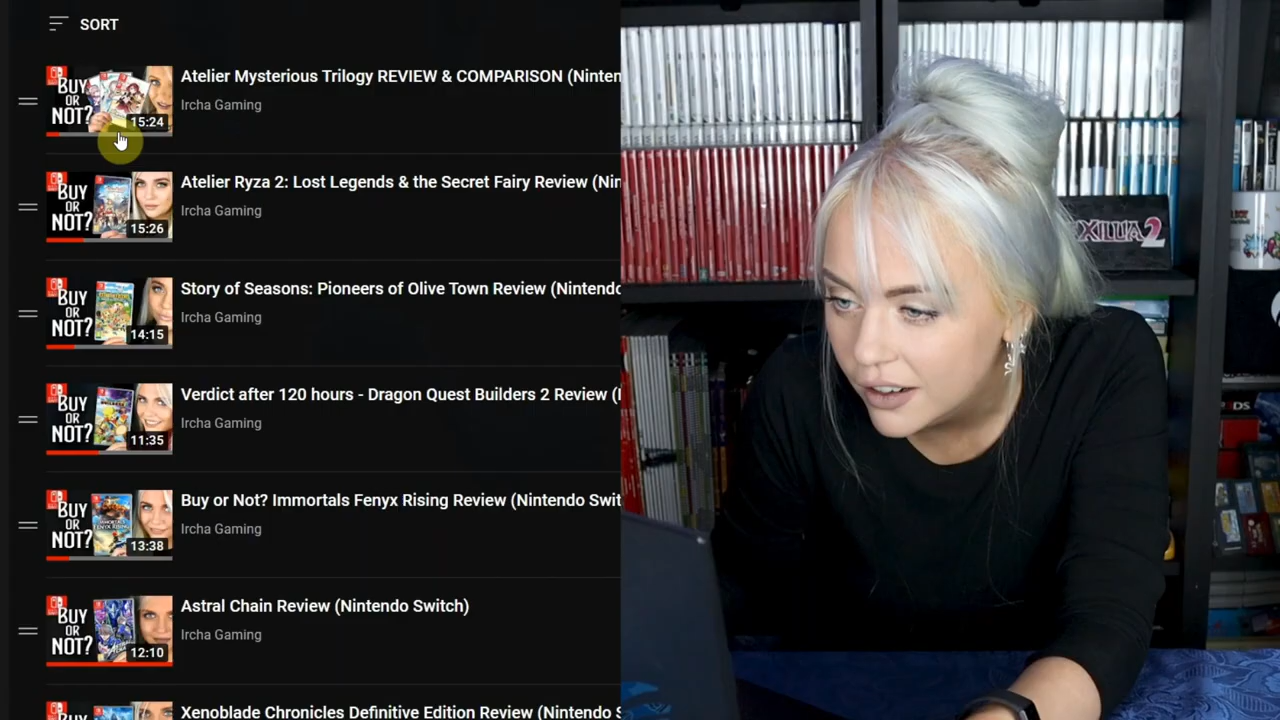 SORT
BUY
OR
NOT?
15:24
Atelier Mysterious Trilogy REVIEW & COMPARISON (Ninten
Ircha Gaming
BUY
OR
NOT?
15:26
Atelier Ryza 2: Lost Legends & the Secret Fairy Review (Nin
Ircha Gaming
BUY
OR
NOT?
14:15
Story of Seasons: Pioneers of Olive Town Review (Nintendo
Ircha Gaming
BUY
OR
NOT?
11:35
Verdict after 120 hours - Dragon Quest Builders 2 Review (
Ircha Gaming
BUY
OR
NOT?
13:38
Buy or Not? Immortals Fenyx Rising Review (Nintendo Swit
Ircha Gaming
BUY
OR
NOT?
12:10
Astral Chain Review (Nintendo Switch)
Ircha Gaming
BUY
Xenoblade Chronicles Definitive Edition Review (Nintendo S
XILLIA 2
3DS